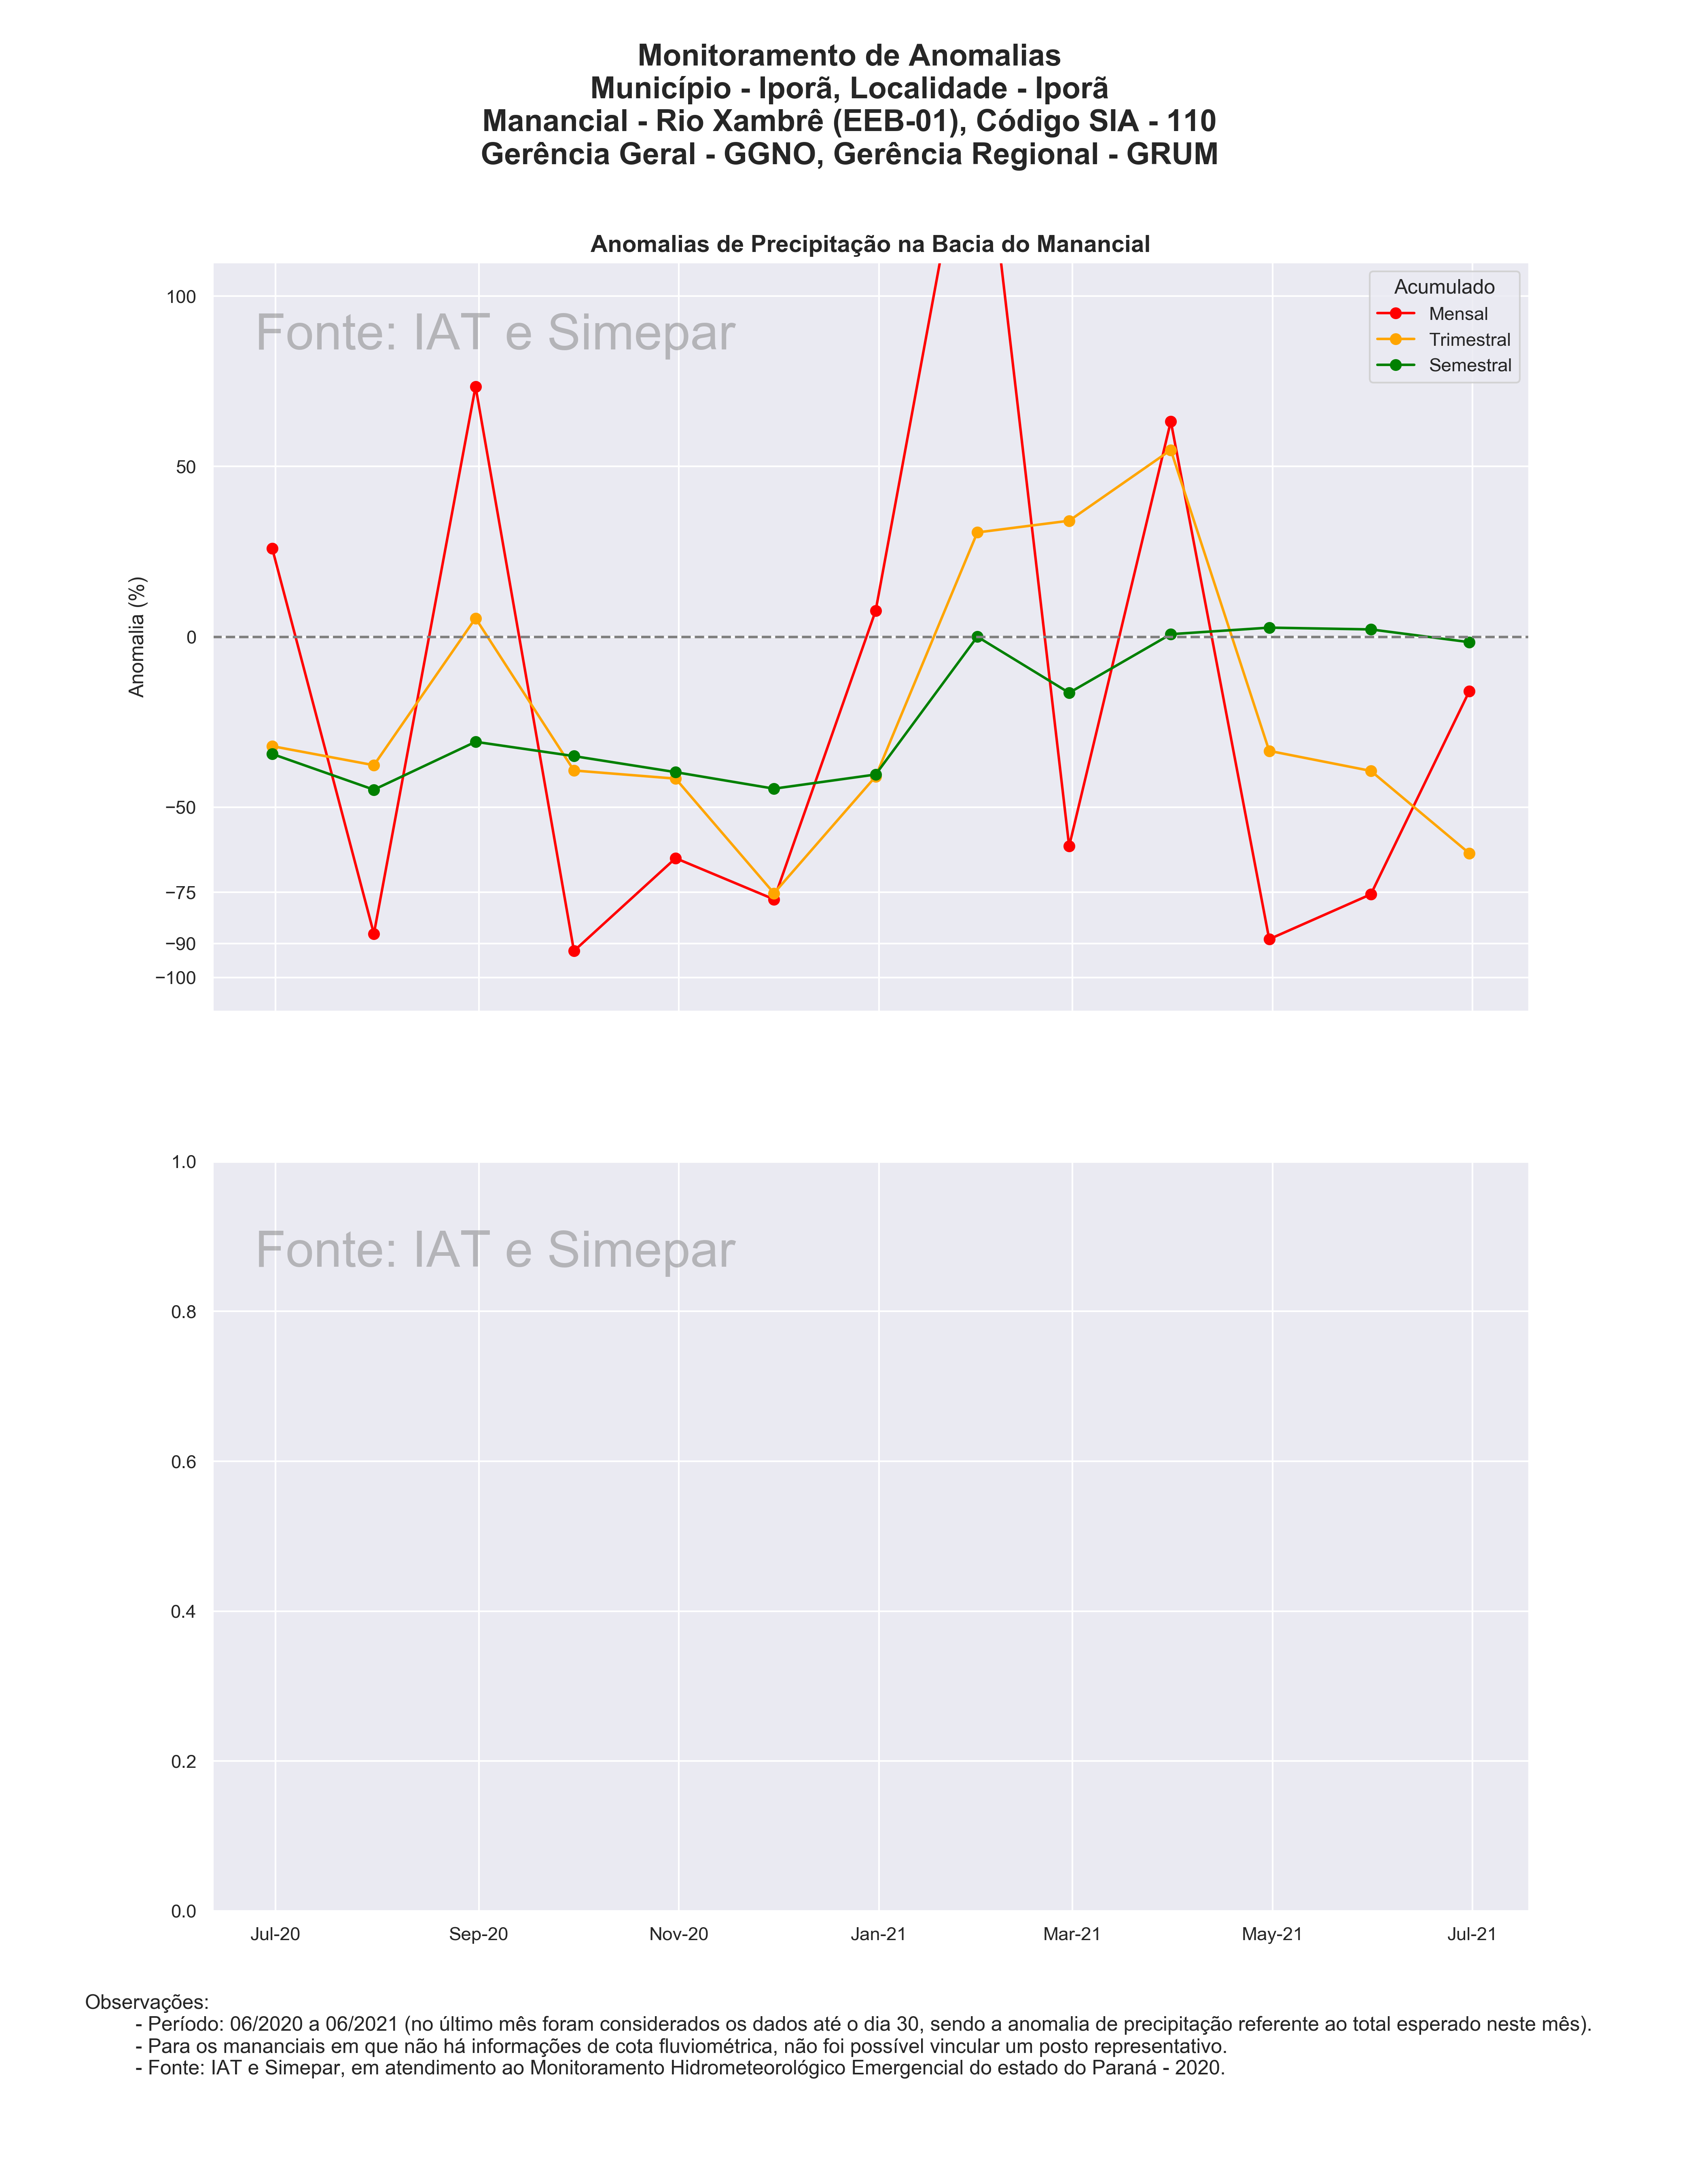 Monitoramento de Anomalias
Município - Iporã, Localidade - Iporã
Manancial - Rio Xambrê (EEB-01), Código SIA - 110
Gerência Geral - GGNO, Gerência Regional - GRUM
Anomalias de Precipitação na Bacia do Manancial
Fonte: IAT e Simepar
Acumulado
Mensal
Trimestral
Semestral
Anomalia (%)
100
50
0
−50
−75
−90
−100
Fonte: IAT e Simepar
1.0
0.8
0.6
0.4
0.2
0.0
Jul-20 Sep-20 Nov-20 Jan-21 Mar-21 May-21 Jul-21
Observações:
- Período: 06/2020 a 06/2021 (no último mês foram considerados os dados até o dia 30, sendo a anomalia de precipitação referente ao total esperado neste mês).
- Para os mananciais em que não há informações de cota fluviométrica, não foi possível vincular um posto representativo.
- Fonte: IAT e Simepar, em atendimento ao Monitoramento Hidrometeorológico Emergencial do estado do Paraná - 2020.